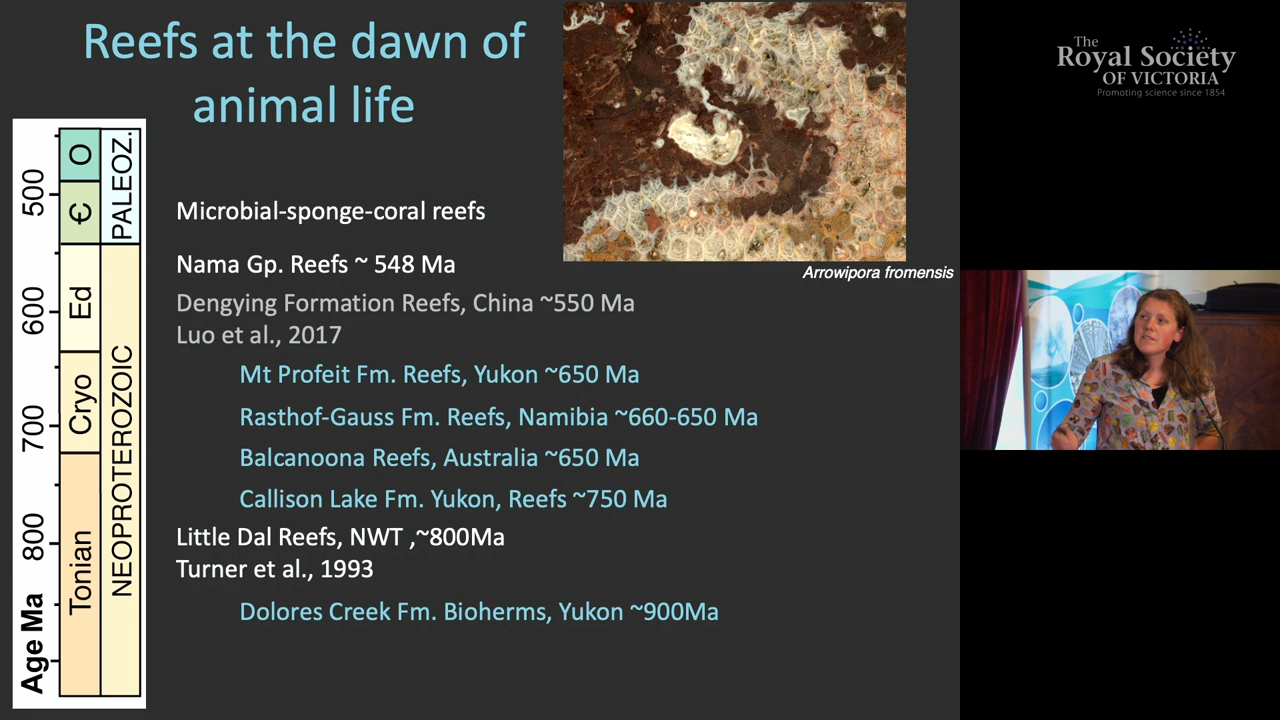 Reefs at the dawn of
animal life
The
Royal Society
OF VICTORIA
Promoting science since 1854
Arrowipora fromensis
Microbial-sponge-coral reefs
Nama Gp. Reefs ~ 548 Ma
Dengying Formation Reefs, China ~550 Ma
Luo et al., 2017
Mt Profeit Fm. Reefs, Yukon ~650 Ma
Rasthof-Gauss Fm. Reefs, Namibia ~660-650 Ma
Balcanoona Reefs, Australia ~650 Ma
Callison Lake Fm. Yukon, Reefs ~750 Ma
Little Dal Reefs, NWT ,~800Ma
Turner et al., 1993
Dolores Creek Fm. Bioherms, Yukon ~900Ma
Age Ma
500
600
700
800
O
Є
Ed
Cryo
Tonian
PALEOZ.
NEOPROTEROZOIC